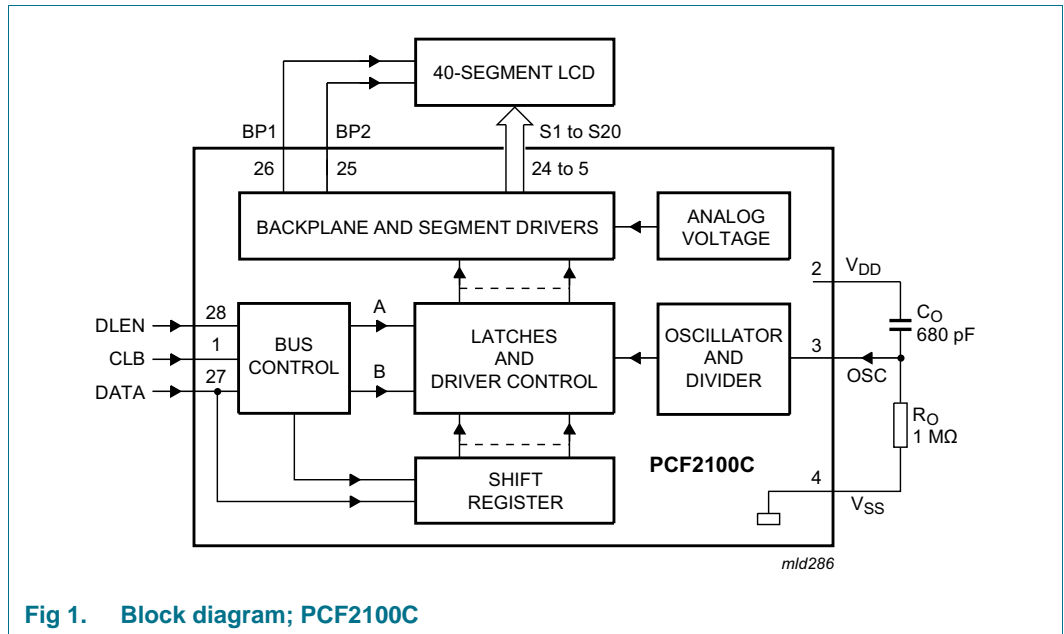 40-SEGMENT LCD
BP1
BP2
S1 to S20
26
25
24 to 5
BACKPLANE AND SEGMENT DRIVERS
ANALOG
VOLTAGE
2
VDD
CO
680 pF
DLEN
28
CLB
1
DATA
27
BUS
CONTROL
A
B
LATCHES
AND
DRIVER CONTROL
OSCILLATOR
AND
DIVIDER
3
OSC
RO
1 MΩ
PCF2100C
SHIFT
REGISTER
4
VSS
mld286
Fig 1. Block diagram; PCF2100C